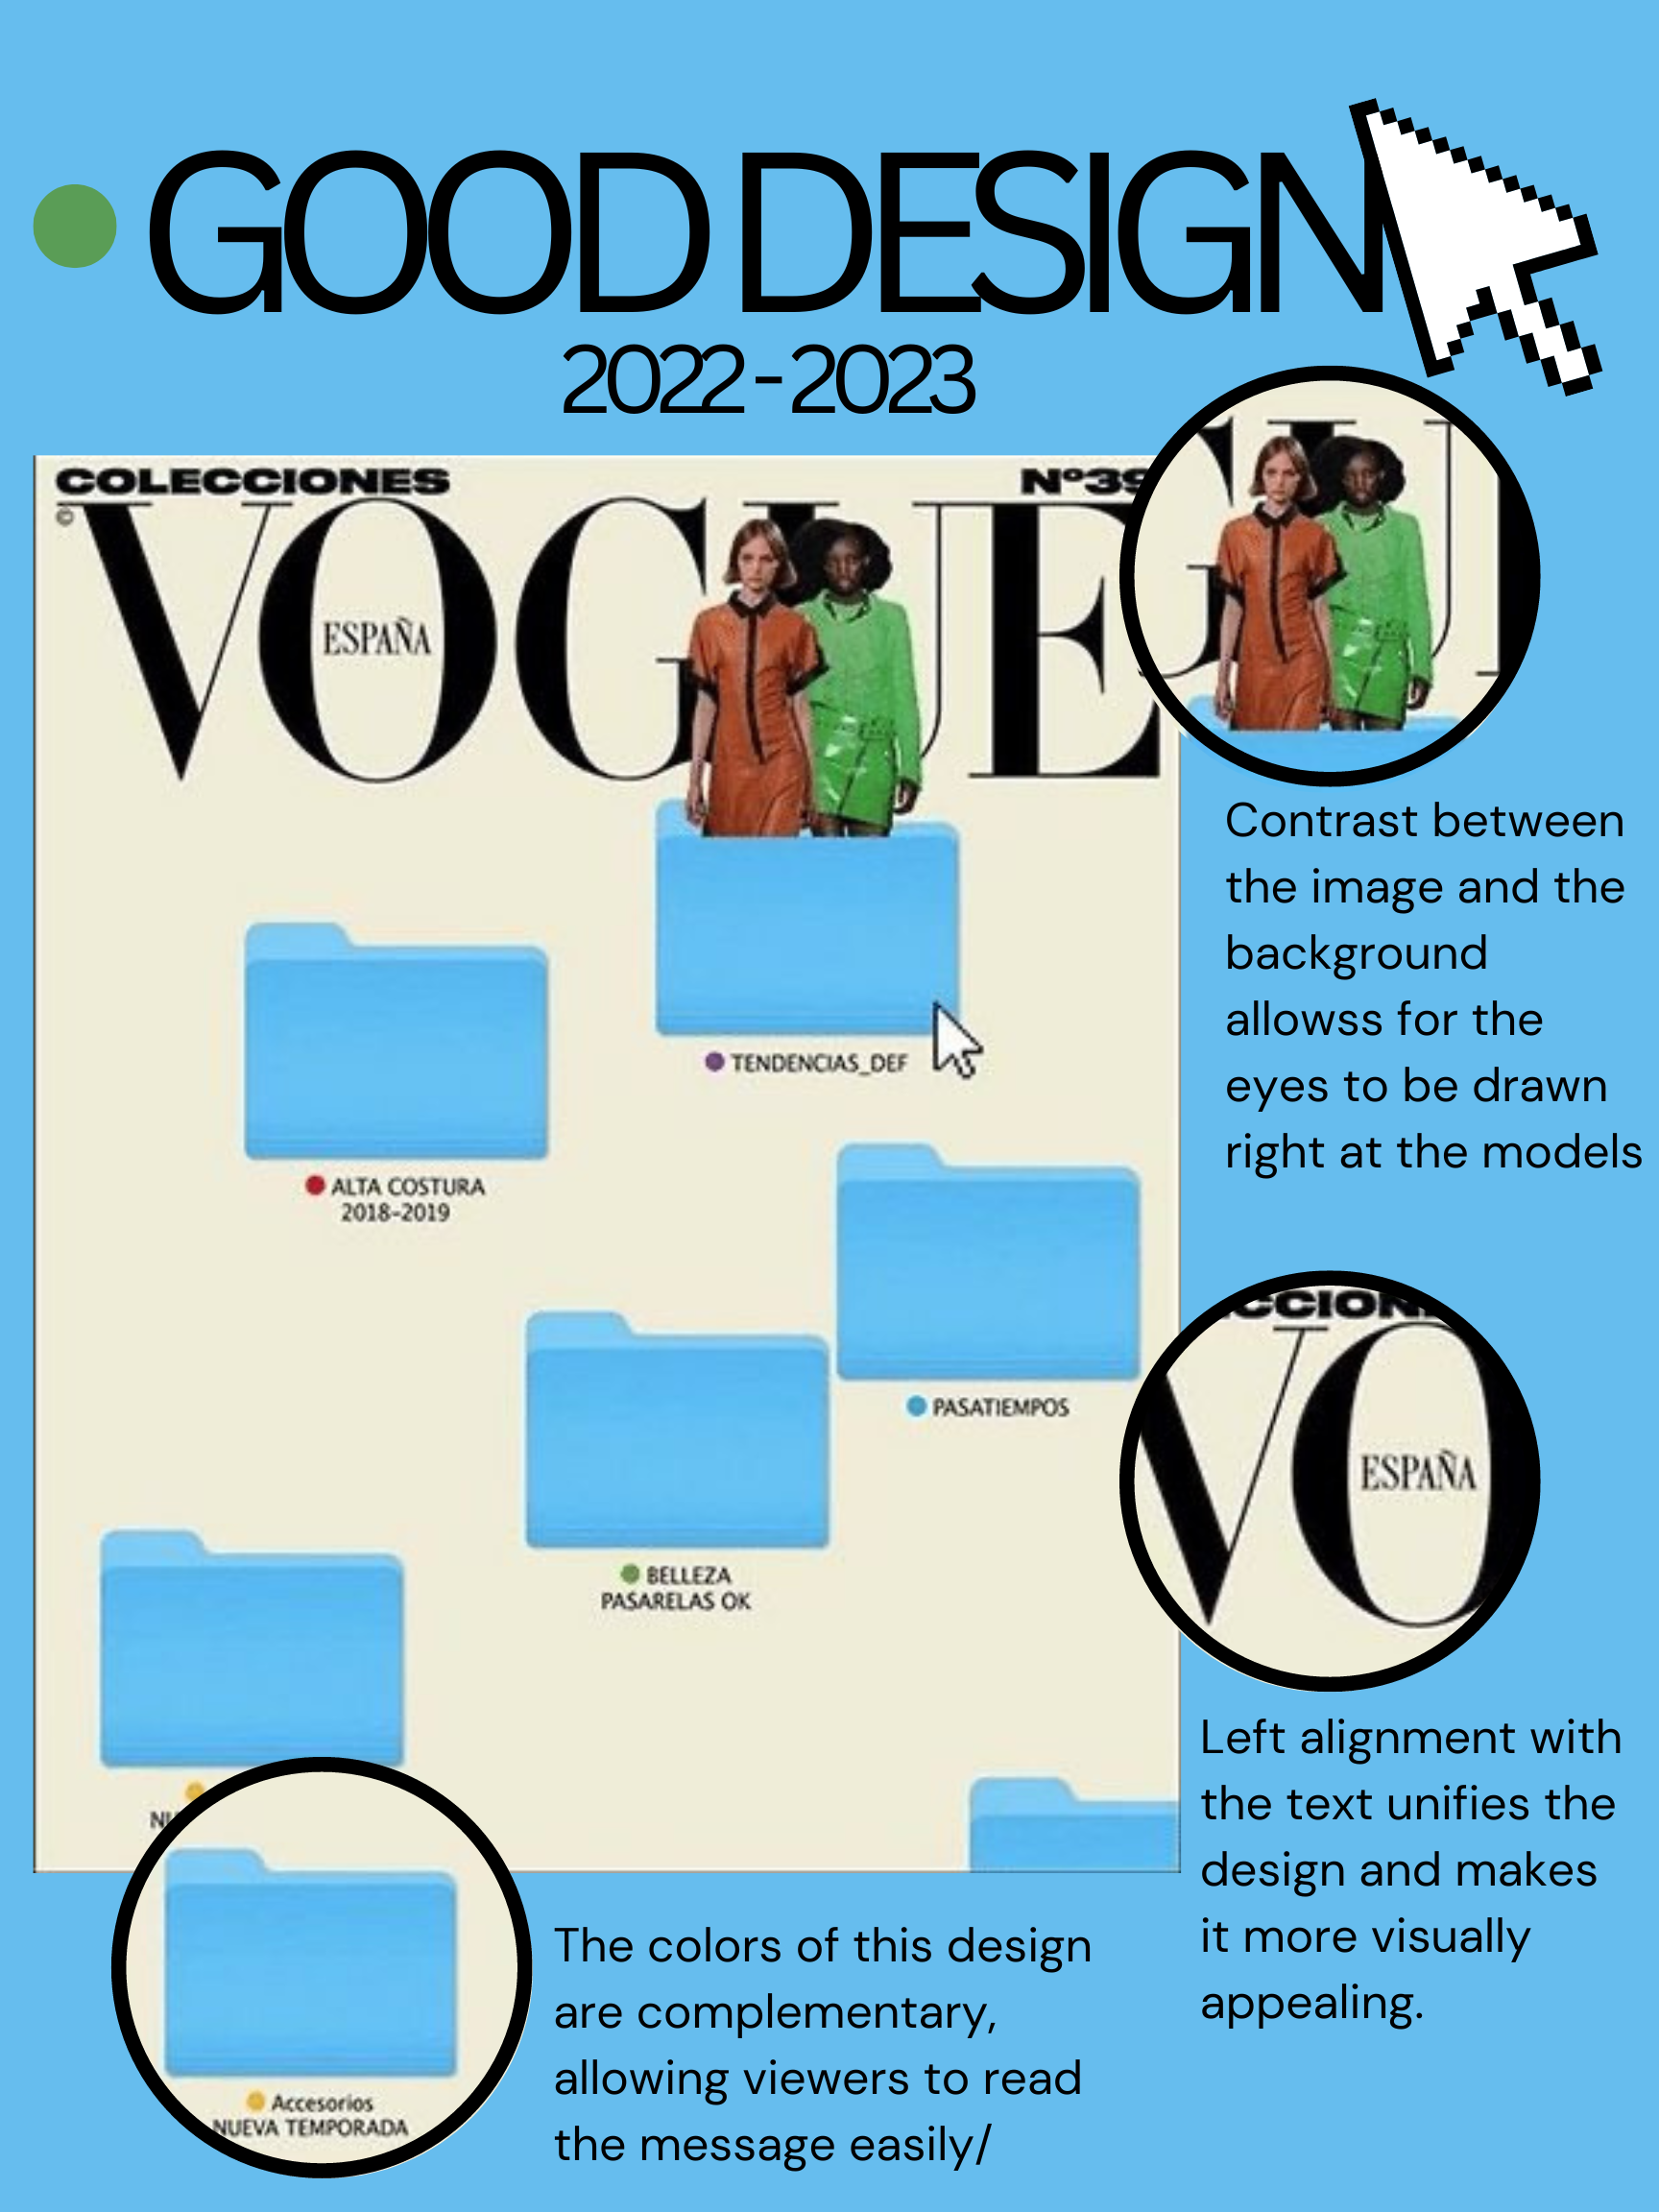 GOOD DESIGN
2022 - 2023
COLECCIONES
Nº39
©
VOGUE
ESPAÑA
TENDENCIAS_DEF
ALTA COSTURA
2018-2019
PASATIEMPOS
BELLEZA
PASARELAS OK
Contrast between
the image and the
background
allowss for the
eyes to be drawn
right at the models
VO
ESPAÑA
Left alignment with
the text unifies the
design and makes
it more visually
appealing.
Accesorios
NUEVA TEMPORADA
The colors of this design
are complementary,
allowing viewers to read
the message easily/